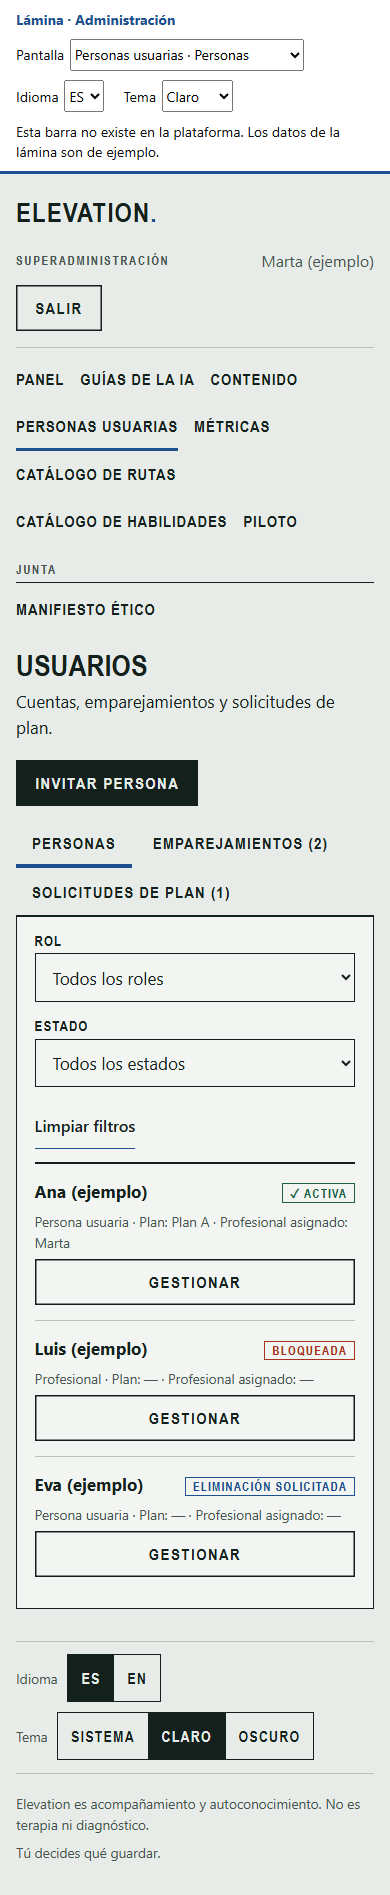 Lámina · Administración
Pantalla Personas usuarias · Personas
Idioma ES Tema Claro
Esta barra no existe en la plataforma. Los datos de la
lámina son de ejemplo.
ELEVATION.
SUPERADMINISTRACIÓN Marta (ejemplo)
SALIR
PANEL GUÍAS DE LA IA CONTENIDO
PERSONAS USUARIAS MÉTRICAS
CATÁLOGO DE RUTAS
CATÁLOGO DE HABILIDADES PILOTO
JUNTA
MANIFIESTO ÉTICO
USUARIOS
Cuentas, emparejamientos y solicitudes de
plan.
INVITAR PERSONA
PERSONAS EMPAREJAMIENTOS (2)
SOLICITUDES DE PLAN (1)
ROL
Todos los roles
ESTADO
Todos los estados
Limpiar filtros
Ana (ejemplo) ✓ ACTIVA
Persona usuaria · Plan: Plan A · Profesional asignado:
Marta
GESTIONAR
Luis (ejemplo) BLOQUEADA
Profesional · Plan: — · Profesional asignado: —
GESTIONAR
Eva (ejemplo) ELIMINACIÓN SOLICITADA
Persona usuaria · Plan: — · Profesional asignado: —
GESTIONAR
Idioma ES EN
Tema SISTEMA CLARO OSCURO
Elevation es acompañamiento y autoconocimiento. No es
terapia ni diagnóstico.
Tú decides qué guardar.